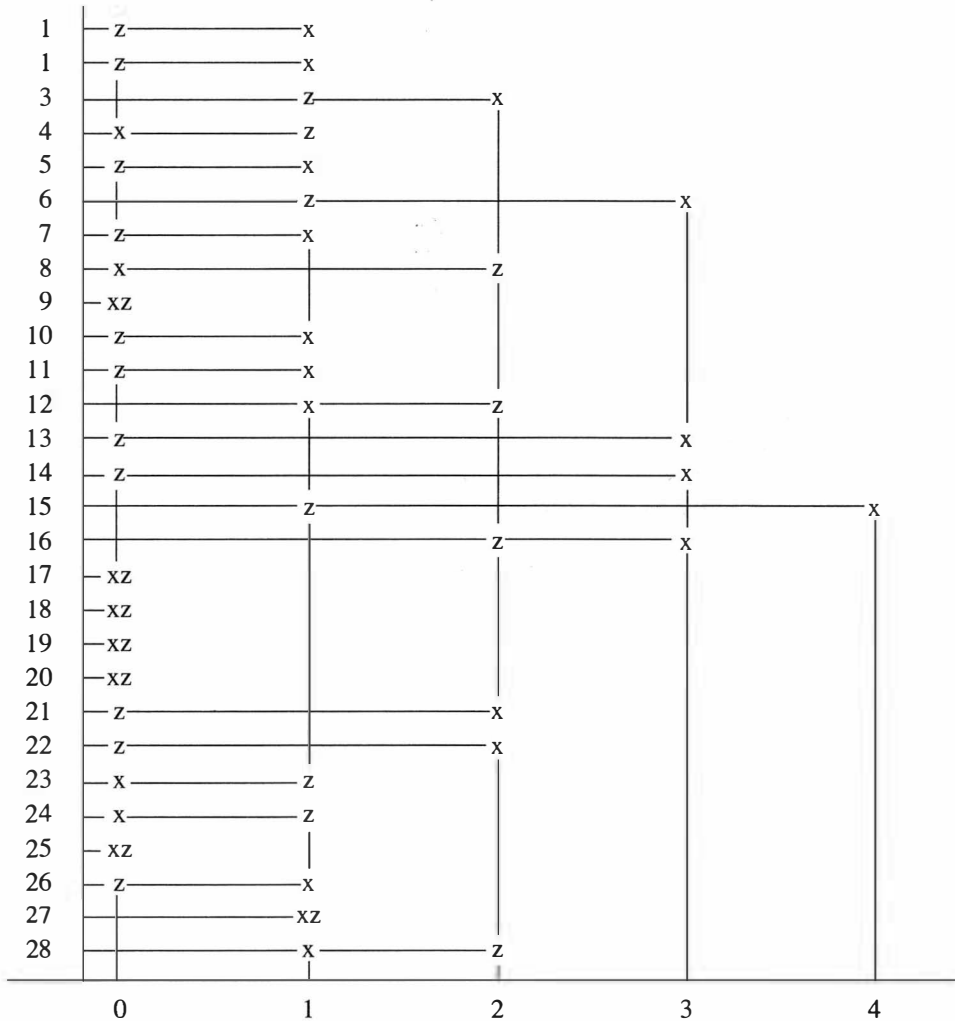 1 z x
1 z x
3 z x
4 x z
5 z x
6 z x
7 z x
8 x z
9 xz
10 z x
11 z x
12 x z
13 z x
14 z x
15 z x
16 z x
17 xz
18 xz
19 xz
20 xz
21 z x
22 z x
23 x z
24 x z
25 xz
26 z x
27 xz
28 x z
0 1 2 3 4